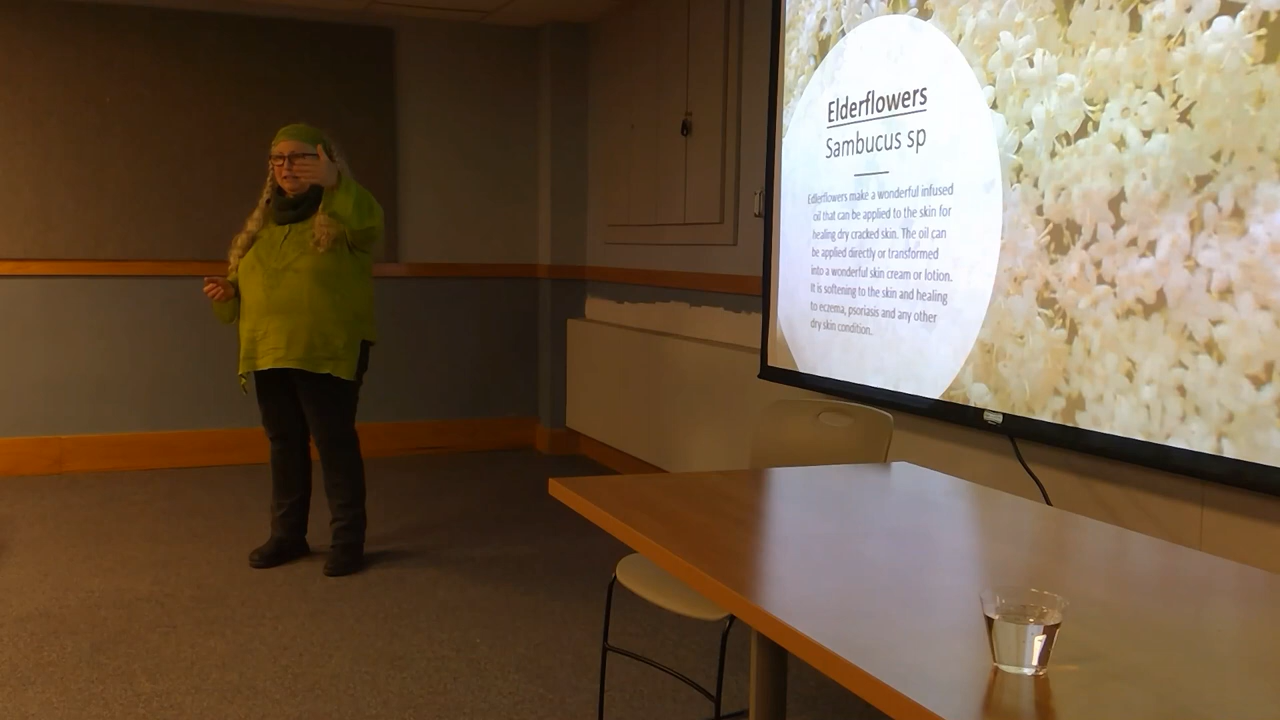 Elderflowers
Sambucus sp
Edlerflowers make a wonderful infused
oil that can be applied to the skin for
healing dry cracked skin. The oil can
be applied directly or transformed
into a wonderful skin cream or lotion.
It is softening to the skin and healing
to eczema, psoriasis and any other
dry skin condition.